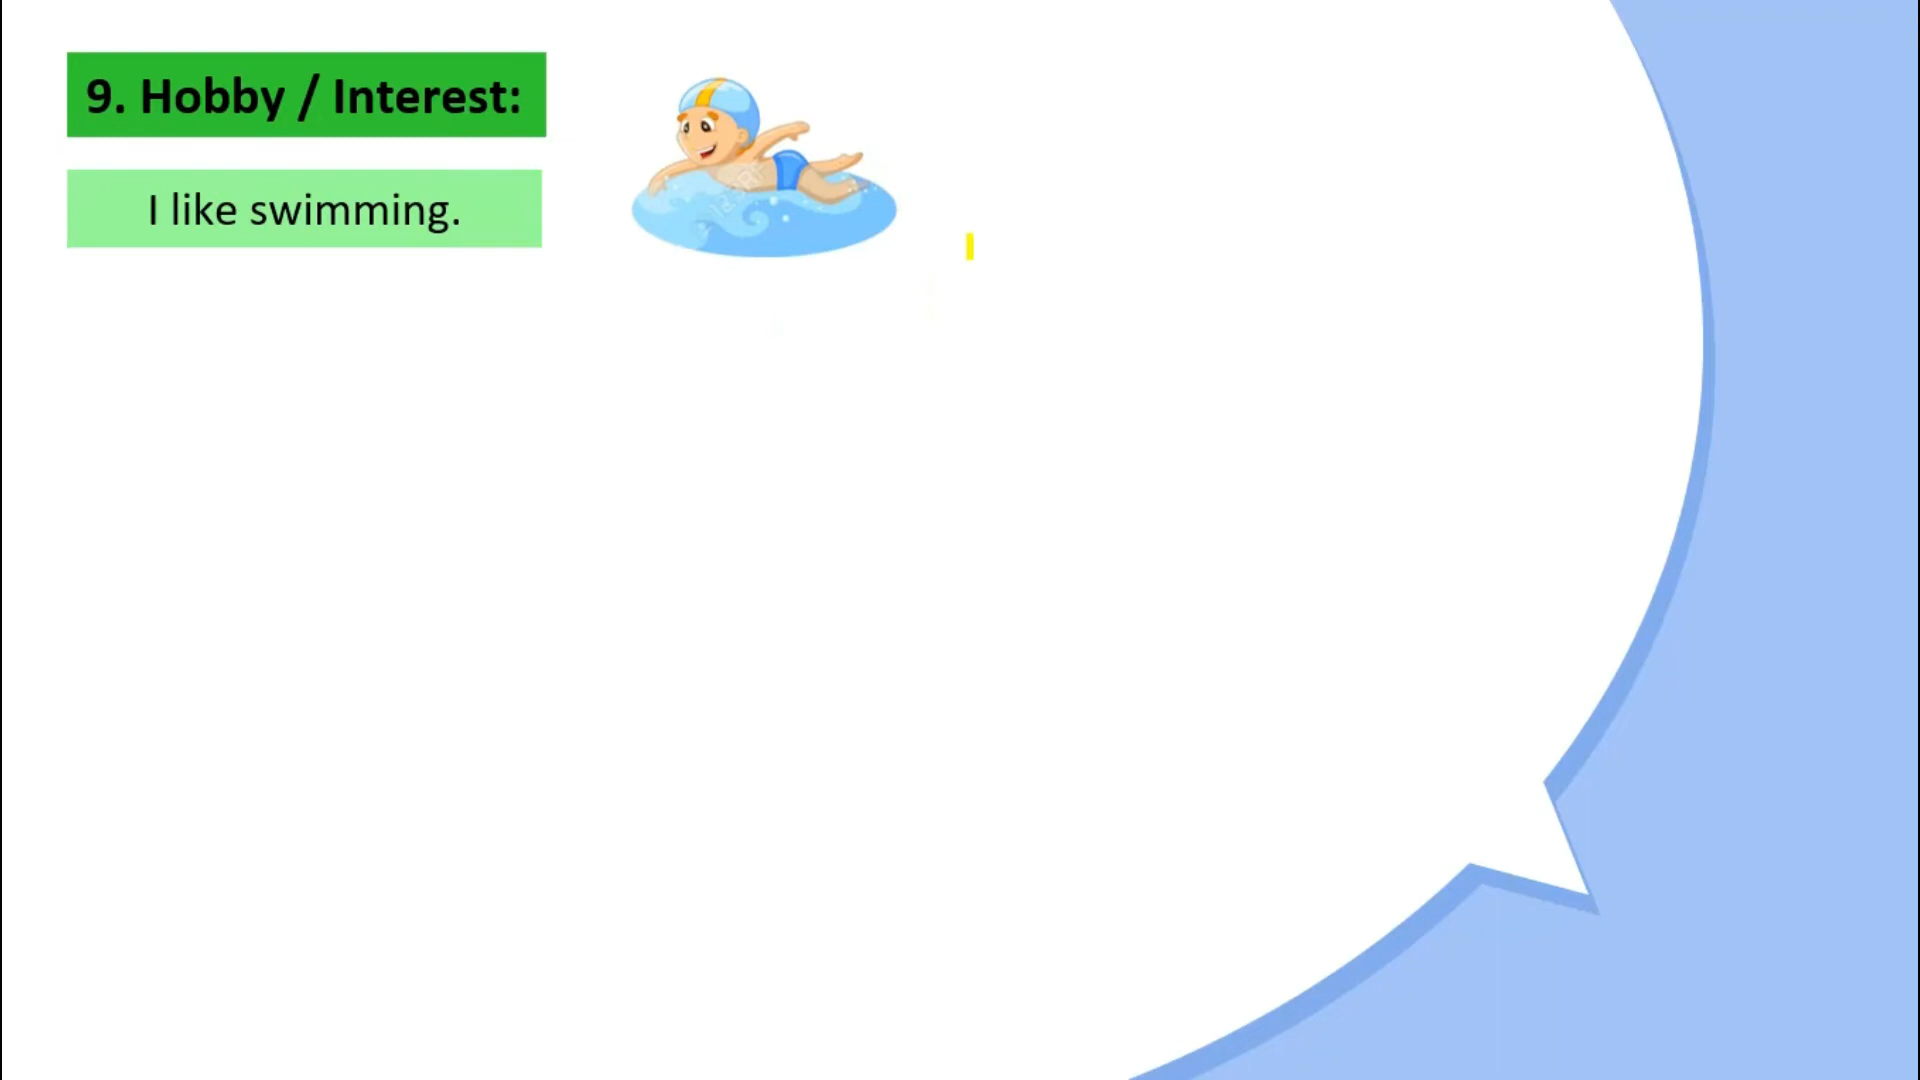 9. Hobby / Interest:
I like swimming.